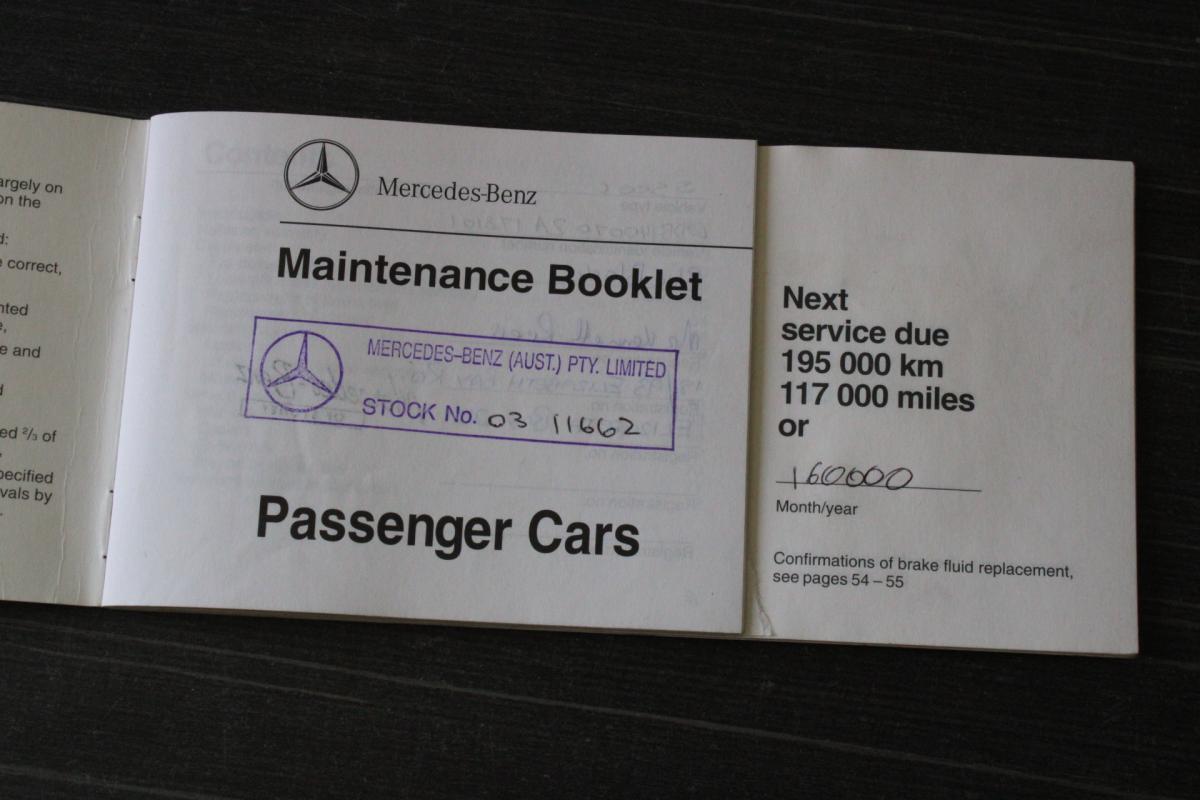 argely on
on the
d:
e correct,
nted
e,
e and
d
ed ²/₃ of
pecified
vals by
Mercedes-Benz
Maintenance Booklet
MERCEDES–BENZ (AUST.) PTY. LIMITED
STOCK No. 03 11662
Passenger Cars
Next
service due
195 000 km
117 000 miles
or
160000
Month/year
Confirmations of brake fluid replacement,
see pages 54 – 55